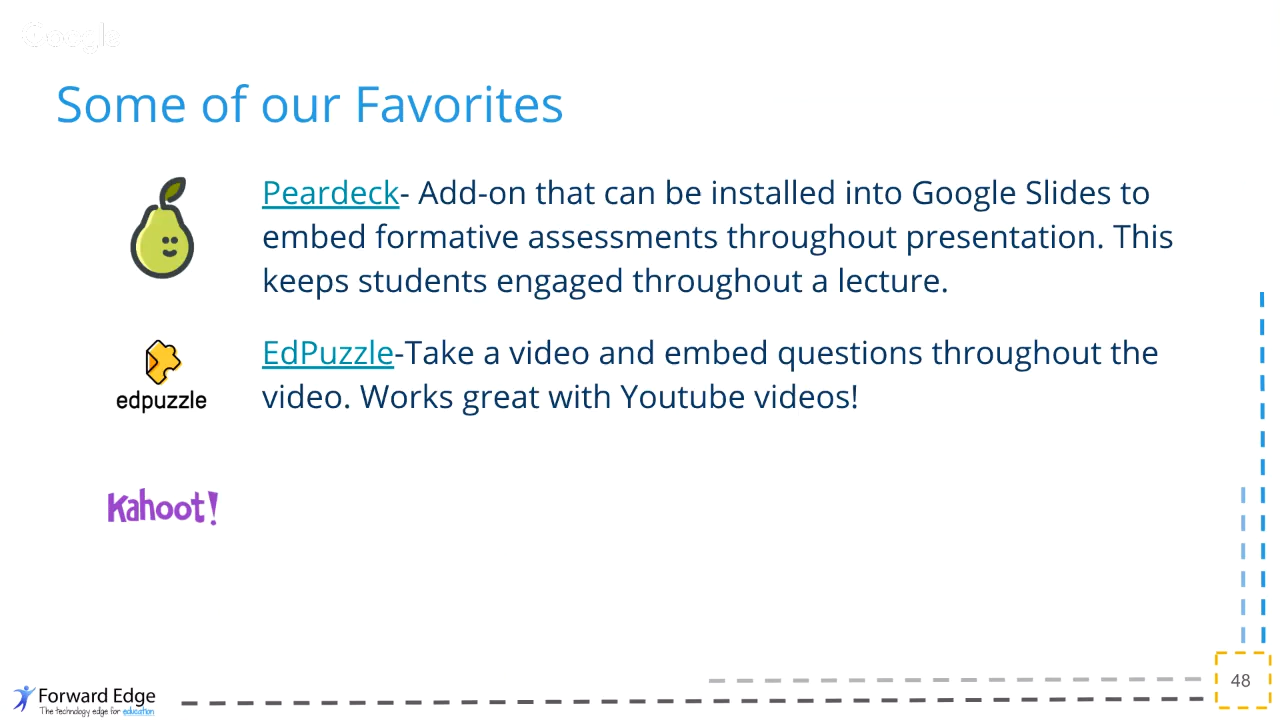 Google
Some of our Favorites
Peardeck- Add-on that can be installed into Google Slides to
embed formative assessments throughout presentation. This
keeps students engaged throughout a lecture.
edpuzzle
EdPuzzle-Take a video and embed questions throughout the
video. Works great with Youtube videos!
Kahoot!
48
Forward Edge
The technology edge for education